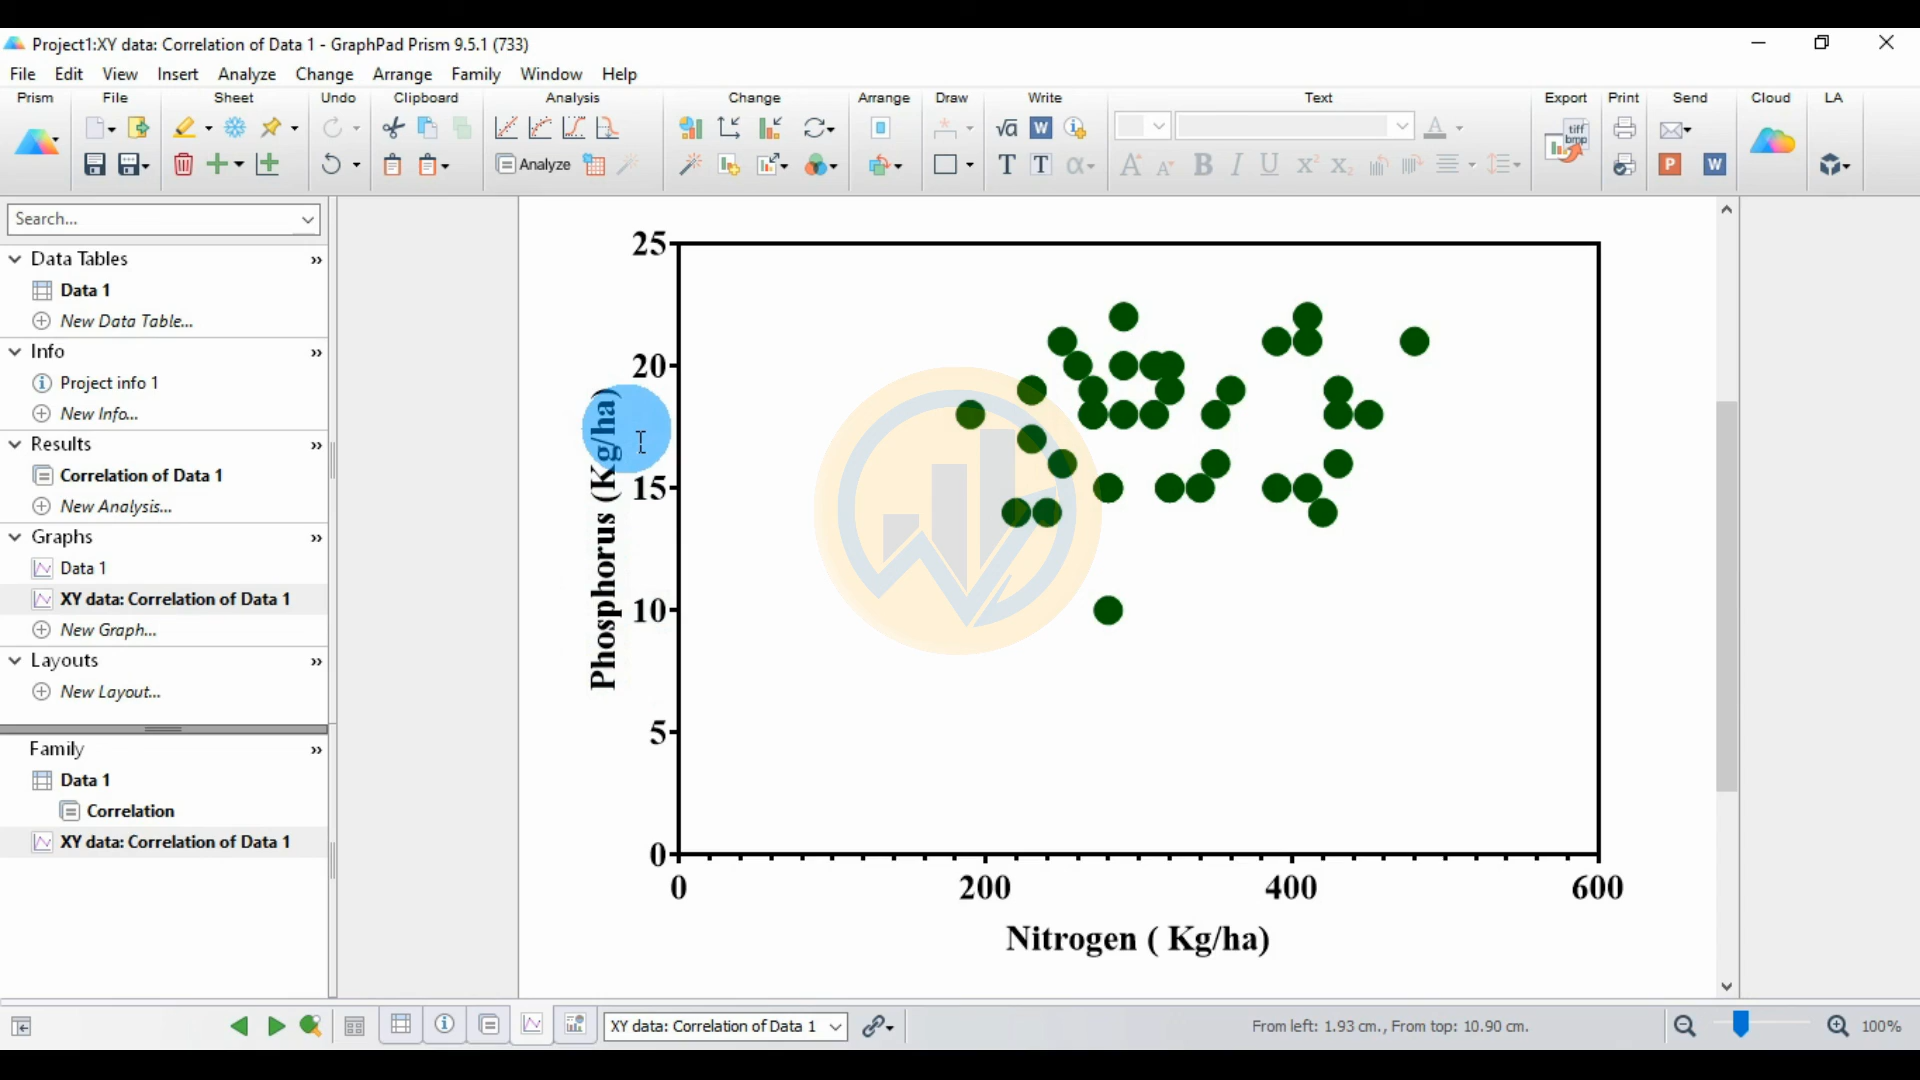 Project1:XY data: Correlation of Data 1 - GraphPad Prism 9.5.1 (733)
File Edit View Insert Analyze Change Arrange Family Window Help
Prism File Sheet Undo Clipboard Analysis Change Arrange Draw Write Text Export Print Send Cloud LA
Analyze
tiff
bmp
Search...
Data Tables
Data 1
New Data Table...
Info
Project info 1
New Info...
Results
Correlation of Data 1
New Analysis...
Graphs
Data 1
XY data: Correlation of Data 1
New Graph...
Layouts
New Layout...
Family
Data 1
Correlation
XY data: Correlation of Data 1
25
20
15
10
5
0
Phosphorus (Kg/ha)
0 200 400 600
Nitrogen ( Kg/ha)
XY data: Correlation of Data 1
From left: 1.93 cm., From top: 10.90 cm.
100%